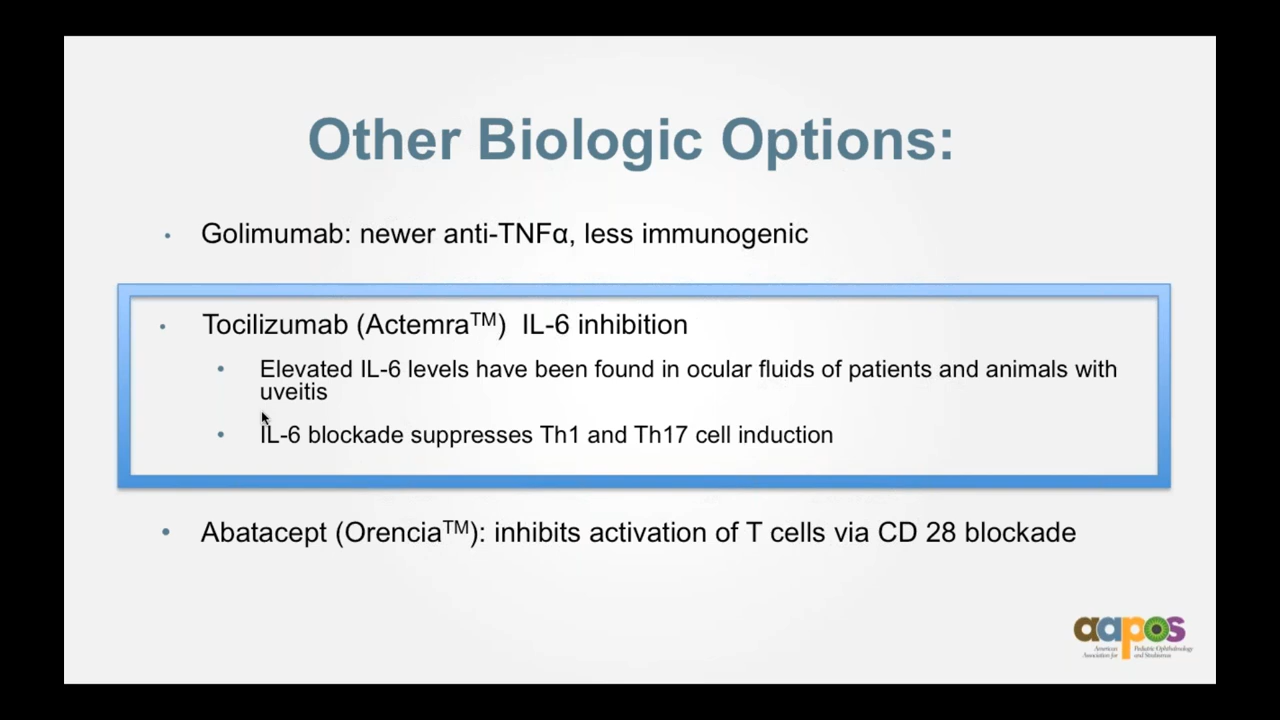 Other Biologic Options:
• Golimumab: newer anti-TNFα, less immunogenic
• Tocilizumab (Actemra™) IL-6 inhibition
• Elevated IL-6 levels have been found in ocular fluids of patients and animals with
uveitis
• IL-6 blockade suppresses Th1 and Th17 cell induction
• Abatacept (Orencia™): inhibits activation of T cells via CD 28 blockade
aapos
American Pediatric Ophthalmology
Association for and Strabismus